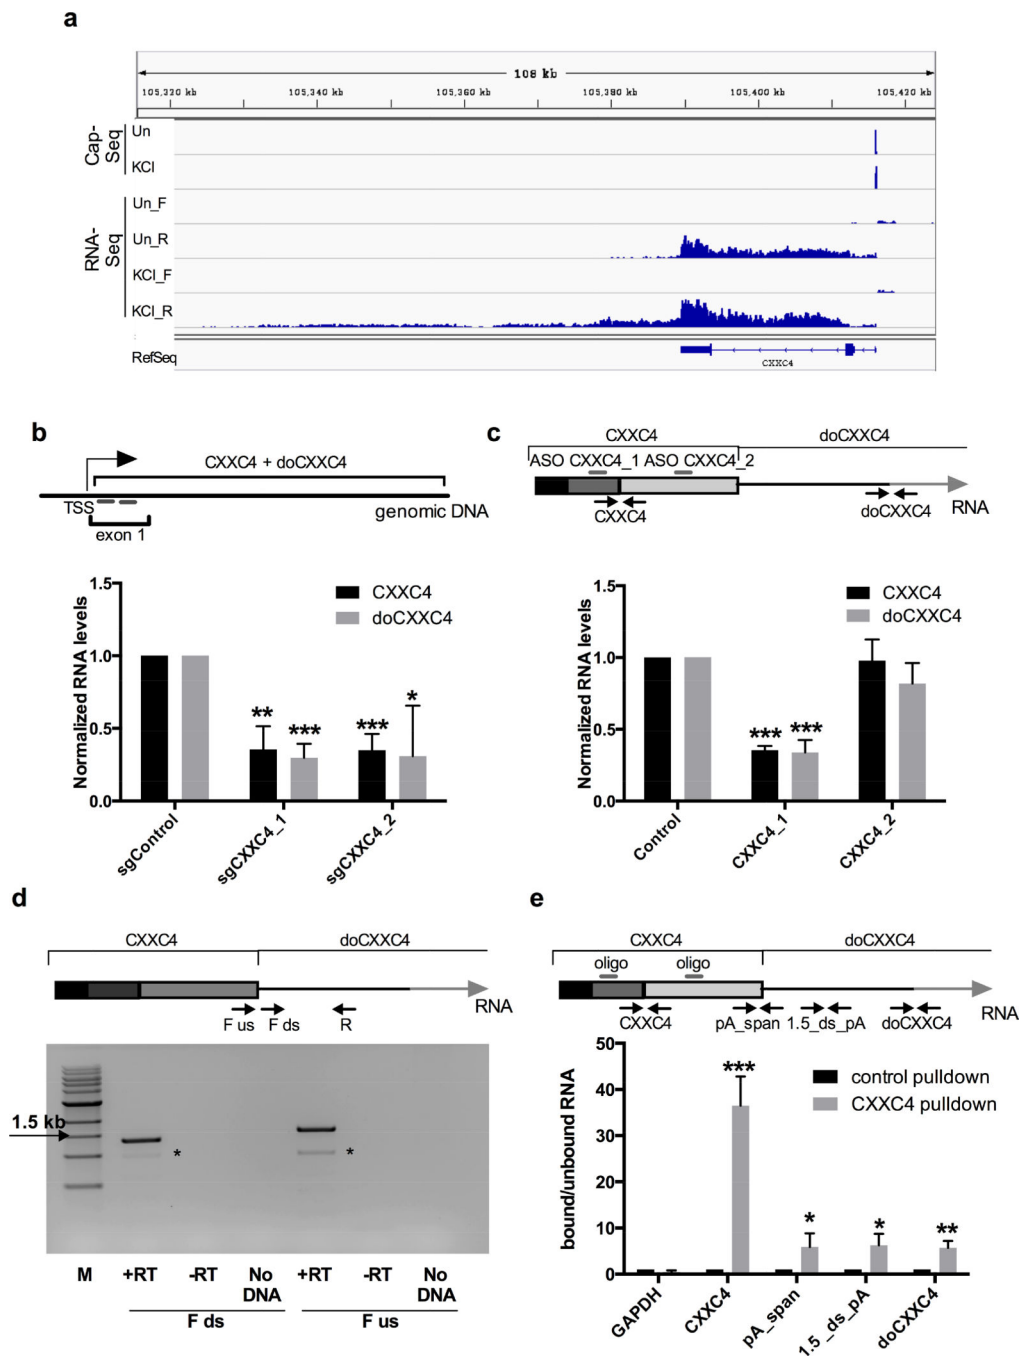 a
108 kb
105,320 kb 105,340 kb 105,360 kb 105,380 kb 105,400 kb 105,420 kb
Cap-Seq
Un
KCl
RNA-Seq
Un_F
Un_R
KCl_F
KCl_R
RefSeq
CXXC4
b
CXXC4 + doCXXC4
TSS
genomic DNA
exon 1
Normalized RNA levels
1.5
1.0
0.5
0.0
CXXC4
doCXXC4
** *** *** *
sgControl sgCXXC4_1 sgCXXC4_2
c
CXXC4 doCXXC4
ASO CXXC4_1 ASO CXXC4_2
CXXC4 doCXXC4 RNA
Normalized RNA levels
1.5
1.0
0.5
0.0
CXXC4
doCXXC4
*** ***
Control CXXC4_1 CXXC4_2
d
CXXC4 doCXXC4
RNA
F us F ds R
1.5 kb
* *
M +RT -RT No DNA +RT -RT No DNA
F ds F us
e
CXXC4 doCXXC4
oligo oligo
RNA
CXXC4 pA_span 1.5_ds_pA doCXXC4
bound/unbound RNA
50
40
30
20
10
0
control pulldown
CXXC4 pulldown
*** * * **
GAPDH CXXC4 pA_span 1.5_ds_pA doCXXC4